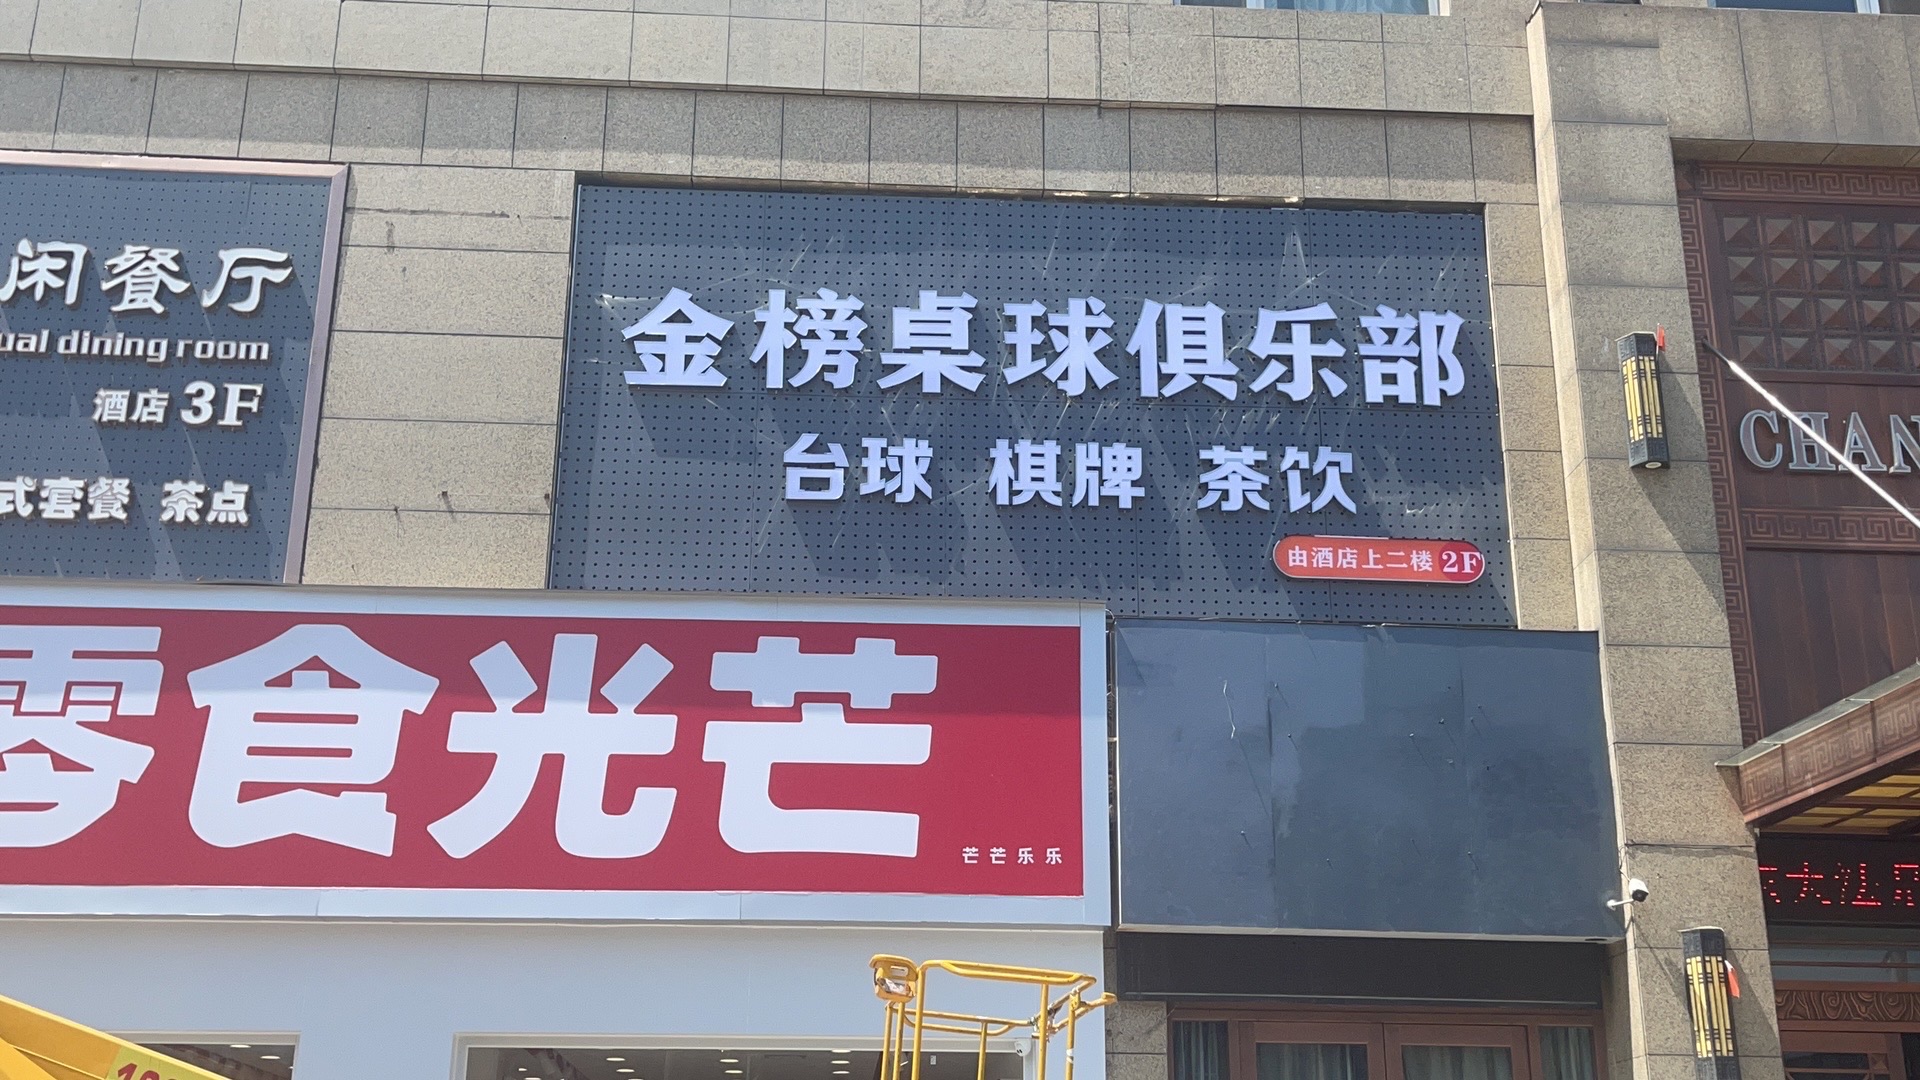 闲餐厅
ual dining room
酒店 3F
式套餐 茶点
金榜桌球俱乐部
台球 棋牌 茶饮
由酒店上二楼 2F
零食光芒
芒芒乐乐
CHAN